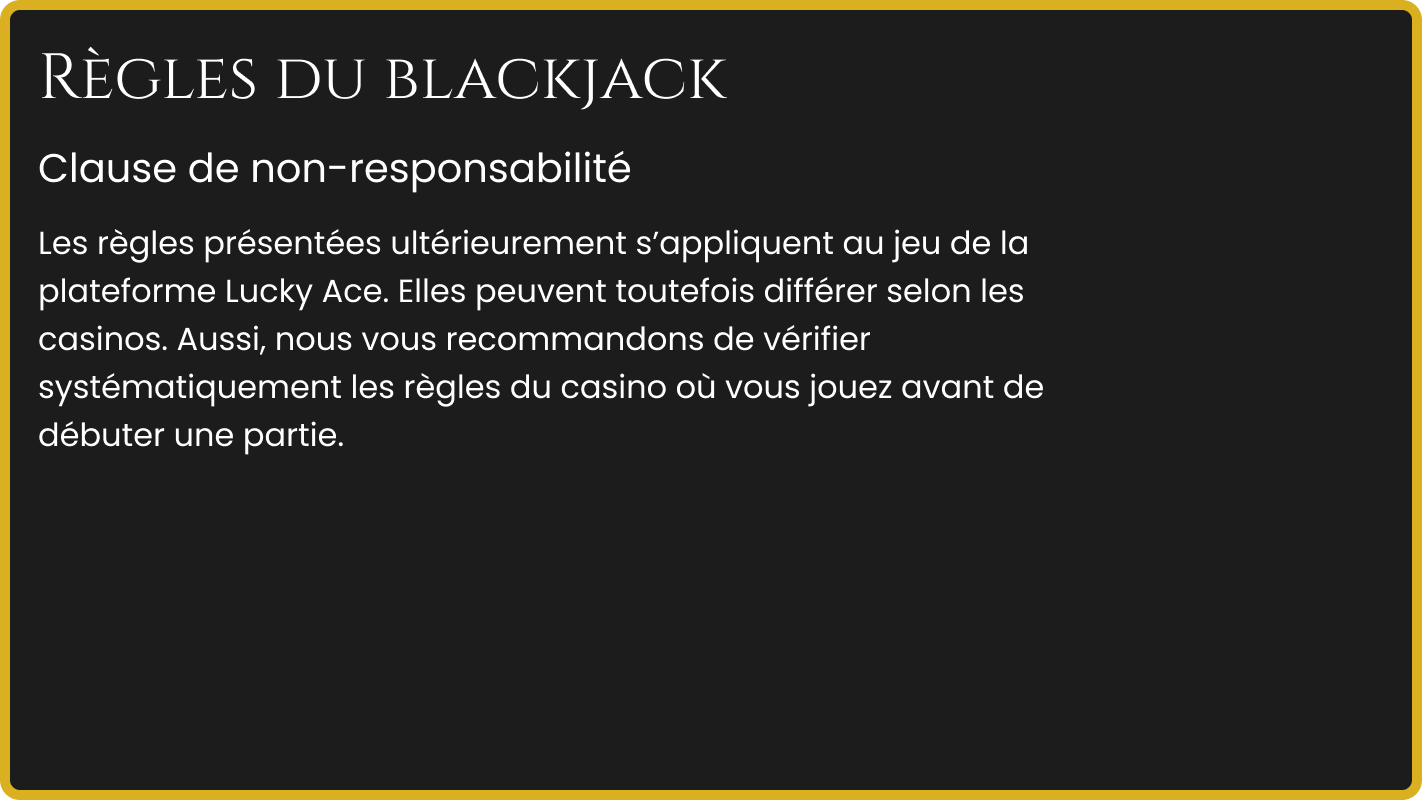 Règles du blackjack
Clause de non-responsabilité
Les règles présentées ultérieurement s’appliquent au jeu de la
plateforme Lucky Ace. Elles peuvent toutefois différer selon les
casinos. Aussi, nous vous recommandons de vérifier
systématiquement les règles du casino où vous jouez avant de
débuter une partie.